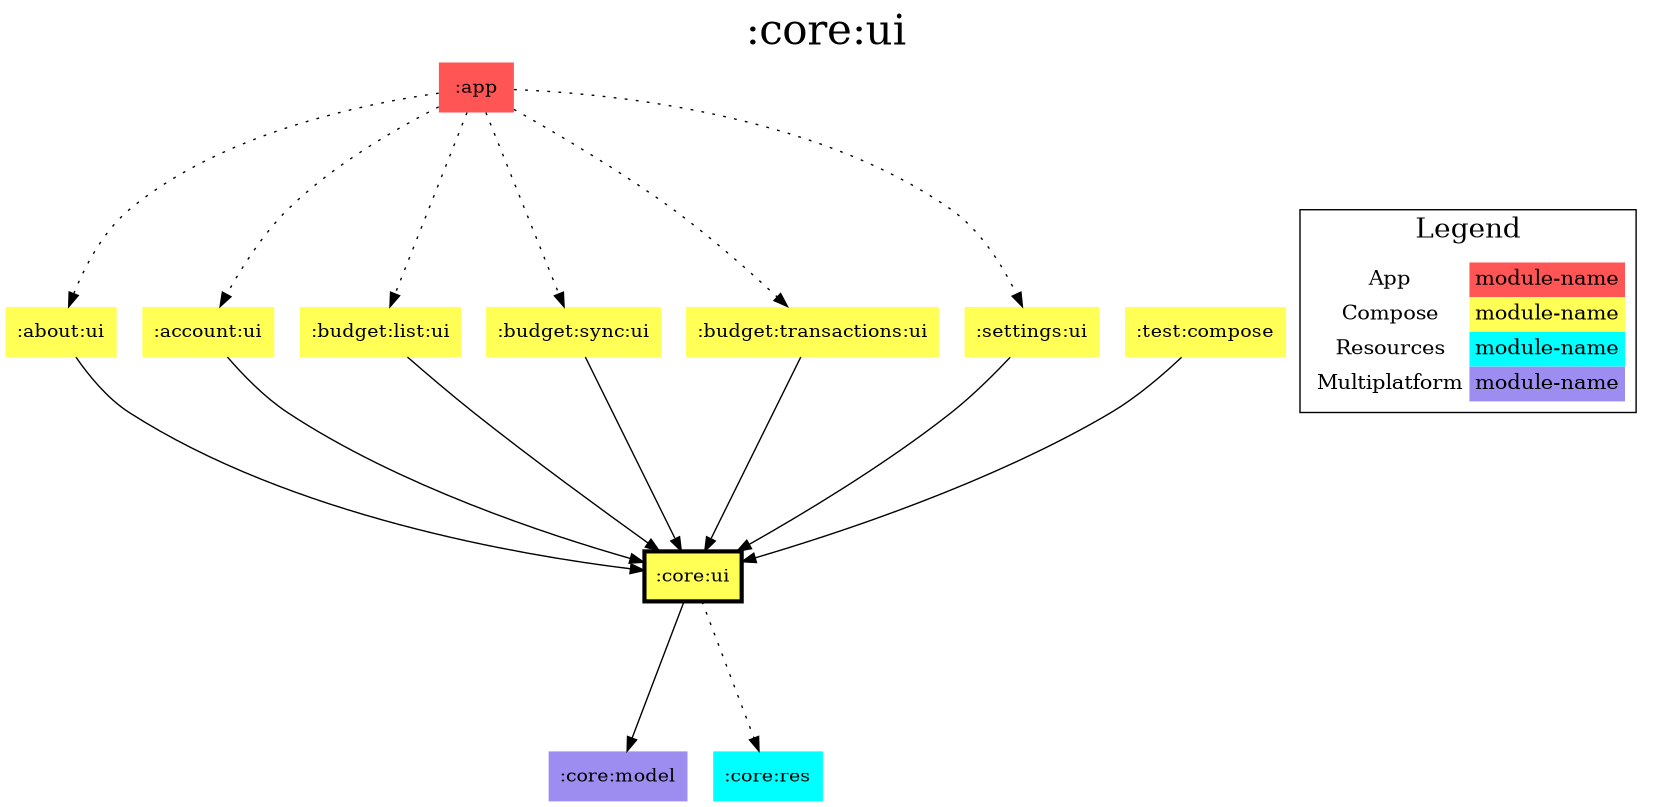 :core:ui
:app
:about:ui
:account:ui
:budget:list:ui
:budget:sync:ui
:budget:transactions:ui
:settings:ui
:test:compose
Legend
App module-name
Compose module-name
Resources module-name
Multiplatform module-name
:core:ui
:core:model
:core:res